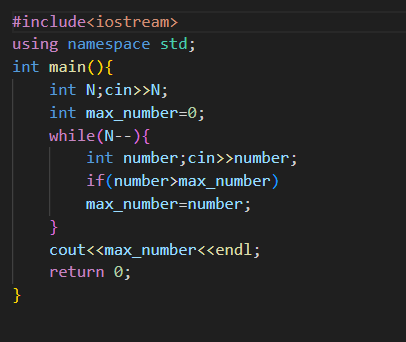 #include<iostream>
using namespace std;
int main(){
    int N;cin>>N;
    int max_number=0;
    while(N--){
        int number;cin>>number;
        if(number>max_number)
        max_number=number;
    }
    cout<<max_number<<endl;
    return 0;
}